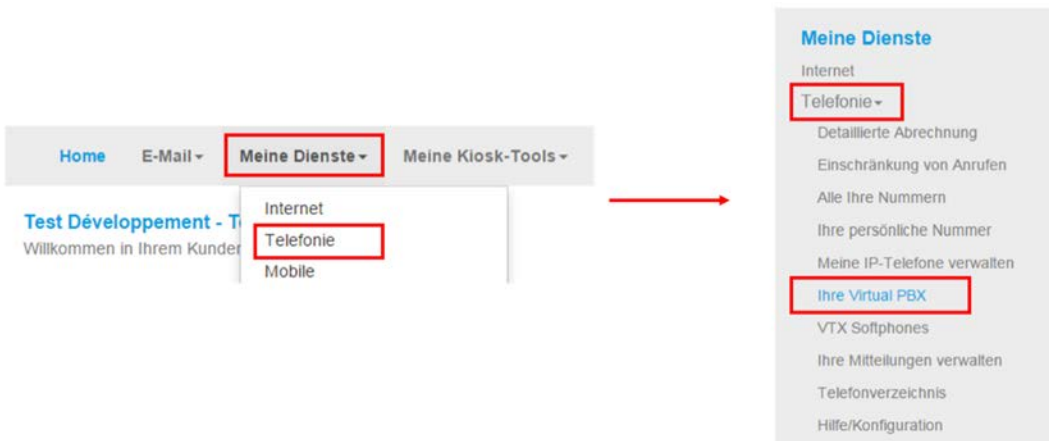 Home E-Mail Meine Dienste Meine Kiosk-Tools
Test Développement -
Willkommen in Ihrem
Internet
Telefonie
Mobile
Meine Dienste
Internet
Telefonie
Detaillierte Abrechnung
Einschränkung von Anrufen
Alle Ihre Nummern
Ihre persönliche Nummer
Meine IP-Telefone verwalten
Ihre Virtual PBX
VTX Softphones
Ihre Mitteilungen verwalten
Telefonverzeichnis
Hilfe/Konfiguration